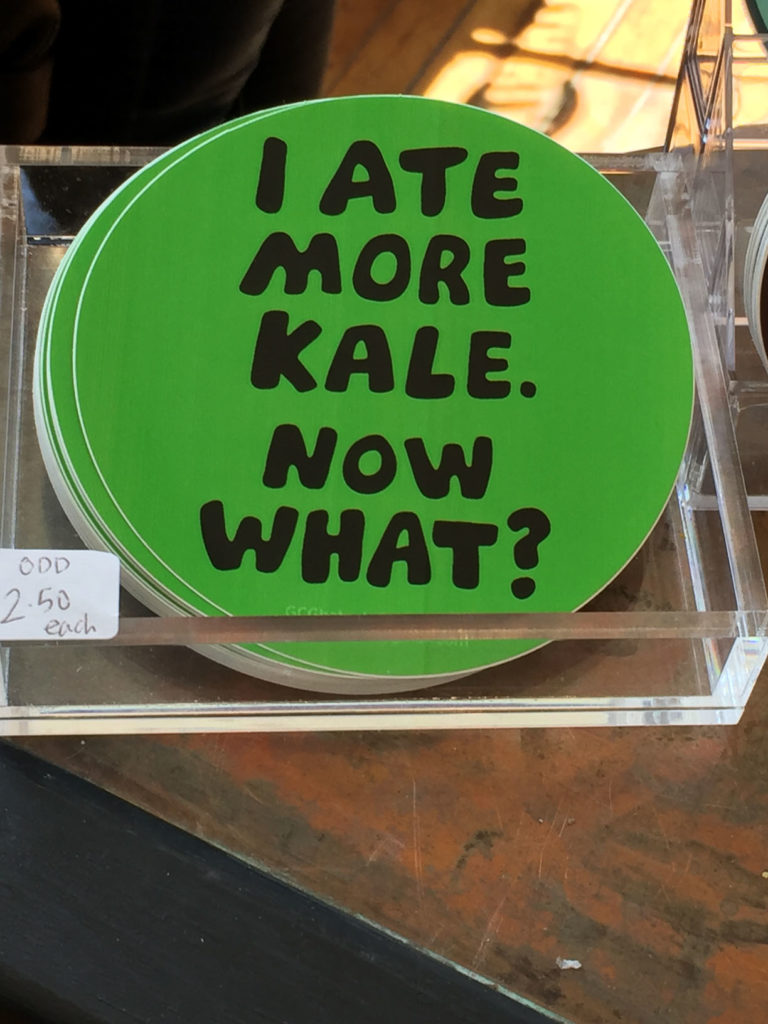 I ATE
MORE
KALE.
NOW
WHAT?
ODD
2.50
each